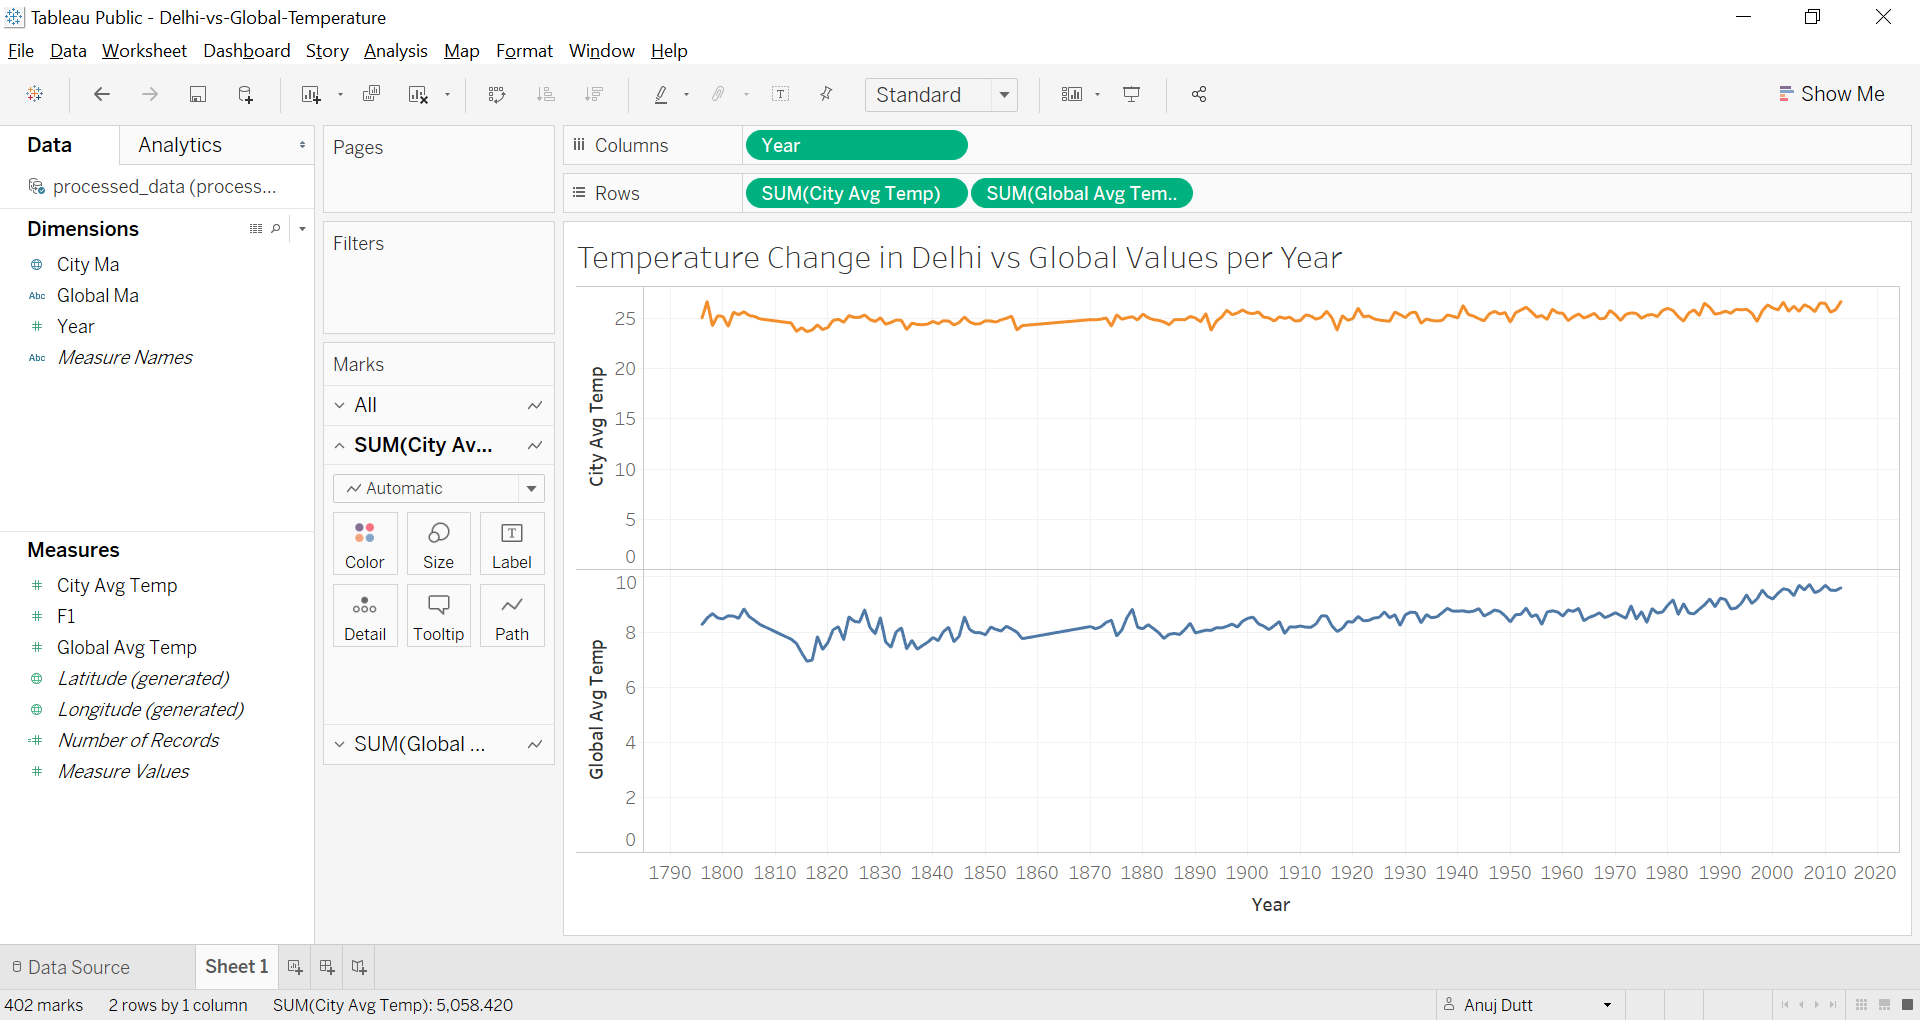 Tableau Public - Delhi-vs-Global-Temperature
File Data Worksheet Dashboard Story Analysis Map Format Window Help
Standard
Show Me
Data Analytics
processed_data (process...
Dimensions
City Ma
Abc Global Ma
Year
Abc Measure Names
Measures
City Avg Temp
F1
Global Avg Temp
Latitude (generated)
Longitude (generated)
Number of Records
Measure Values
Pages
Filters
Marks
All
SUM(City Av...
Automatic
Color Size Label
Detail Tooltip Path
SUM(Global ...
Columns Year
Rows SUM(City Avg Temp) SUM(Global Avg Tem..
Temperature Change in Delhi vs Global Values per Year
City Avg Temp
25
20
15
10
5
0
Global Avg Temp
10
8
6
4
2
0
1790 1800 1810 1820 1830 1840 1850 1860 1870 1880 1890 1900 1910 1920 1930 1940 1950 1960 1970 1980 1990 2000 2010 2020
Year
Data Source Sheet 1
402 marks 2 rows by 1 column SUM(City Avg Temp): 5,058.420
Anuj Dutt